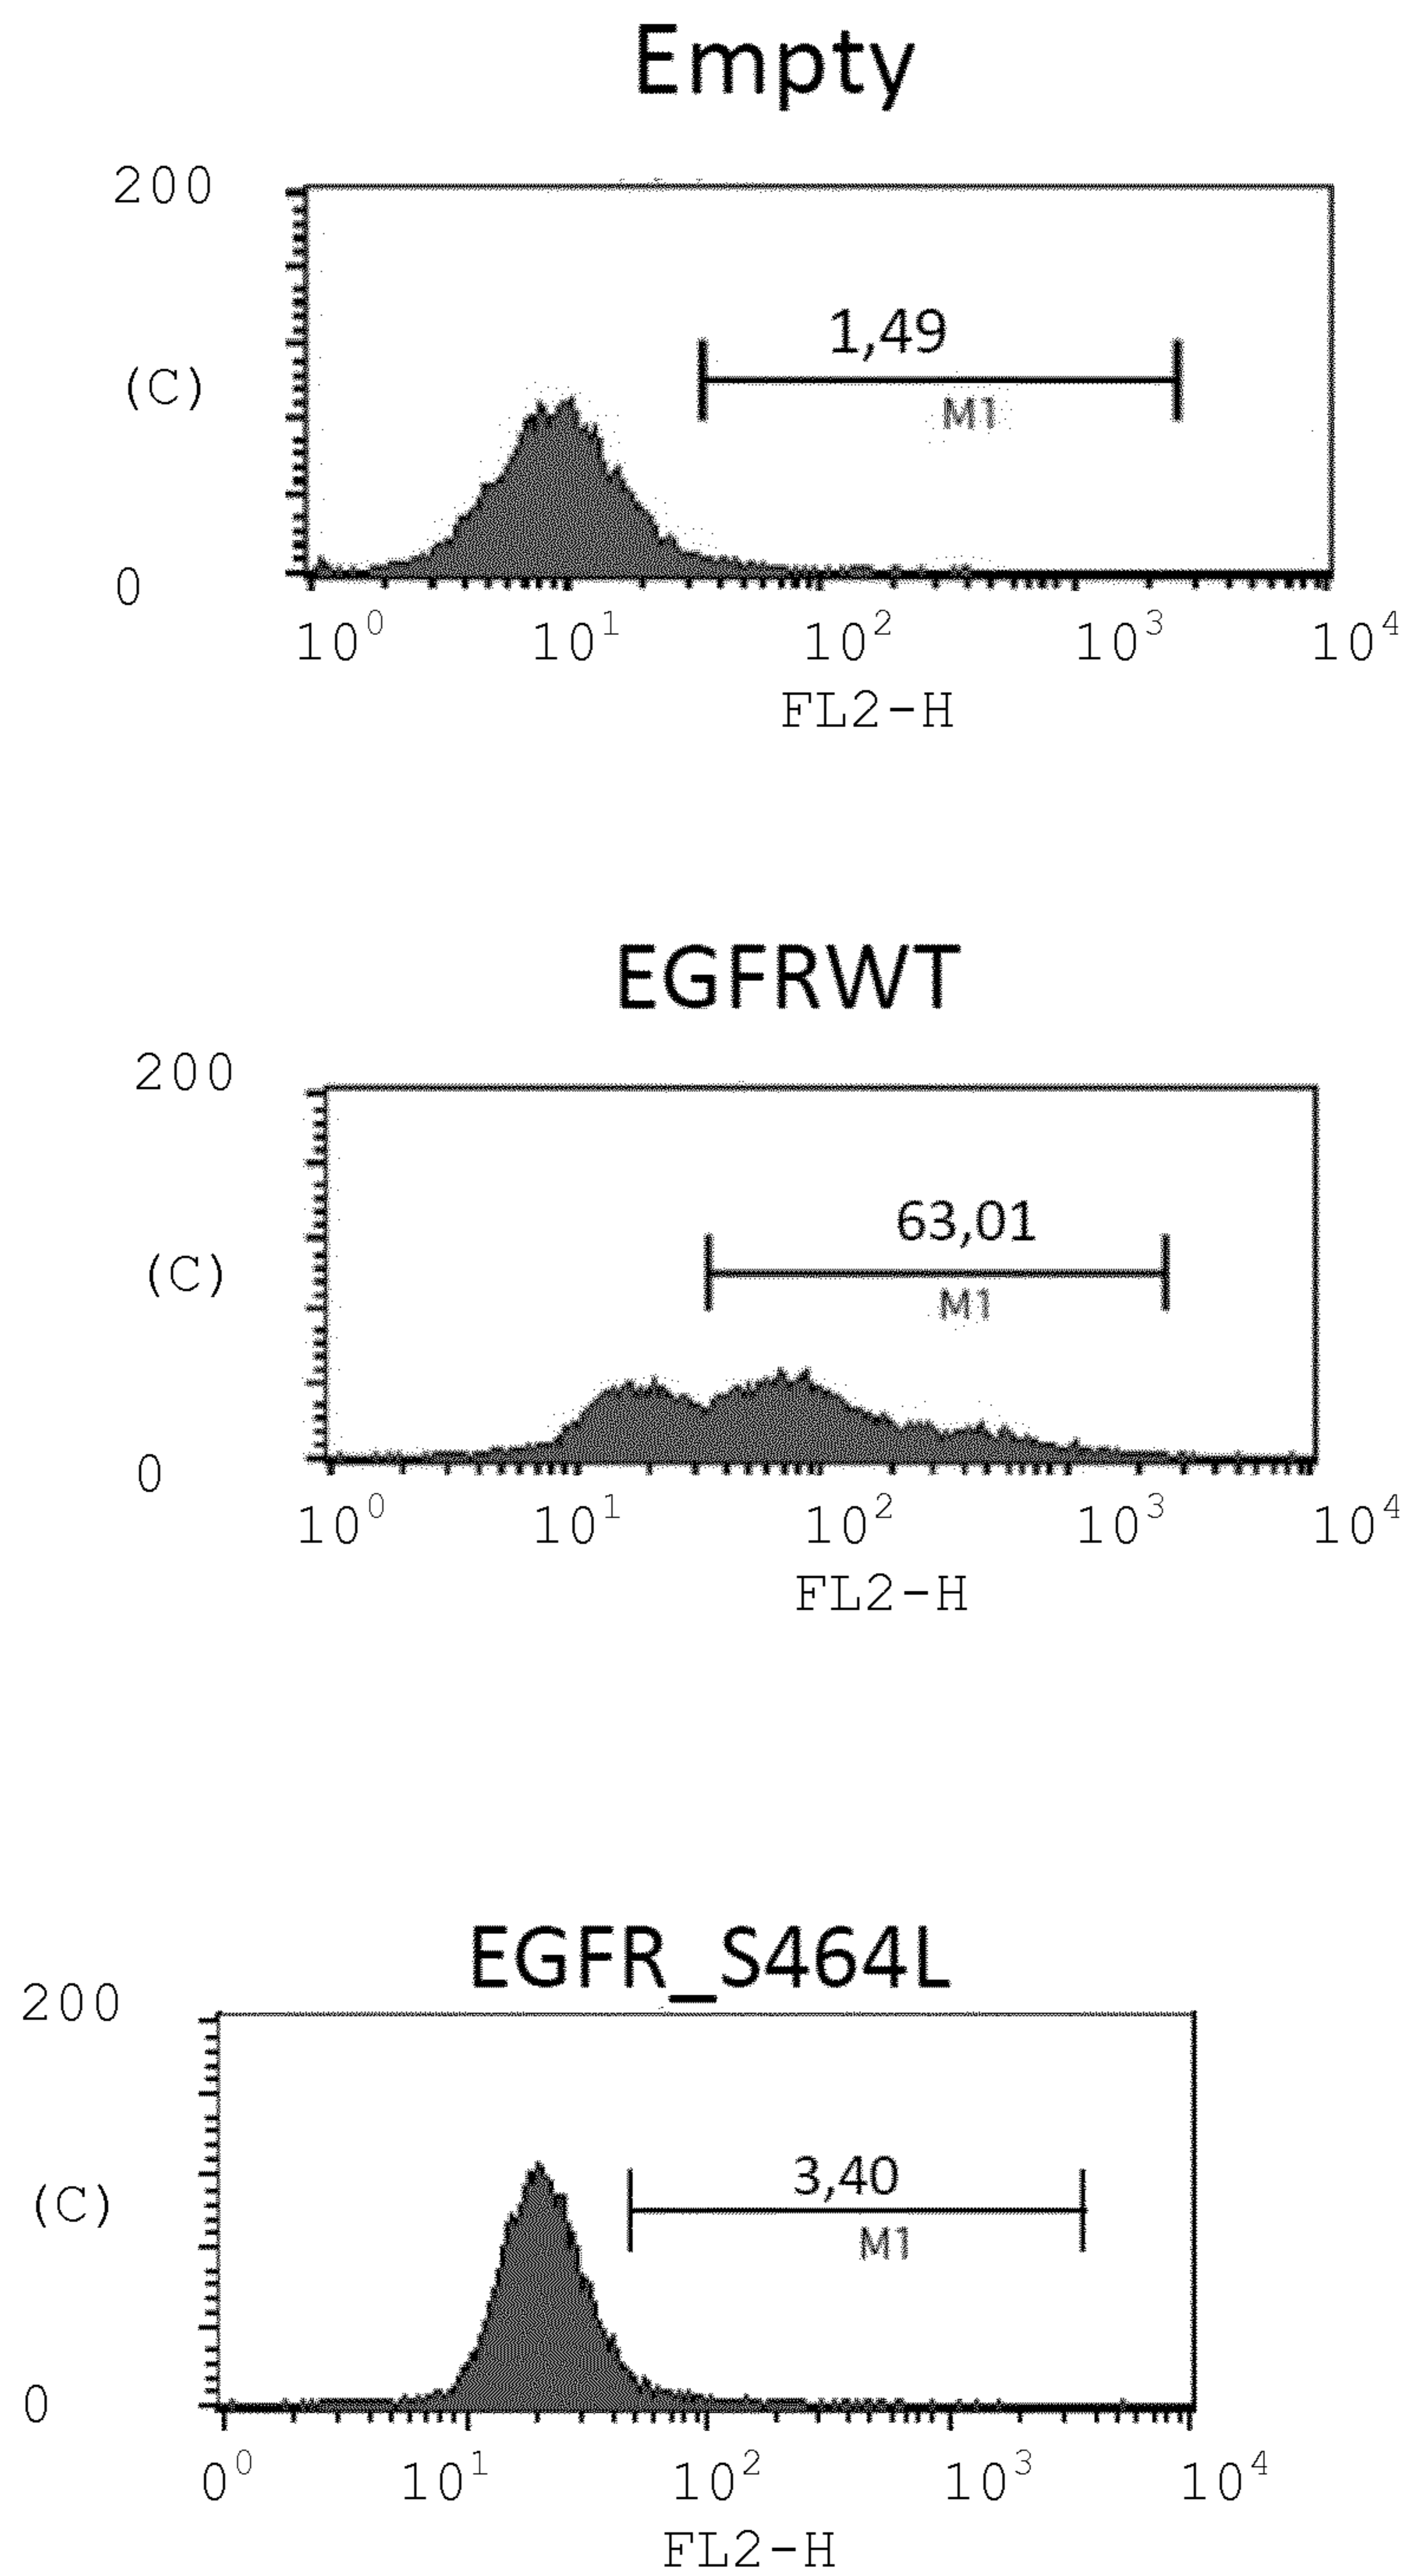 Empty
200
1,49
(C)
M1
0
10^0 10^1 10^2 10^3 10^4
FL2-H
EGFRWT
200
63,01
(C)
M1
0
10^0 10^1 10^2 10^3 10^4
FL2-H
EGFR_S464L
200
3,40
(C)
M1
0
0^0 10^1 10^2 10^3 10^4
FL2-H